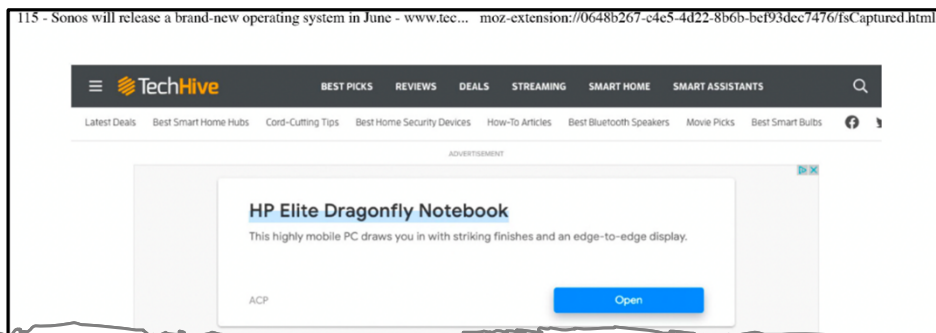 115 - Sonos will release a brand-new operating system in June - www.tec... moz-extension://0648b267-c4e5-4d22-8b6b-bef93dec7476/fsCaptured.html
TechHive BEST PICKS REVIEWS DEALS STREAMING SMART HOME SMART ASSISTANTS
Latest Deals Best Smart Home Hubs Cord-Cutting Tips Best Home Security Devices How-To Articles Best Bluetooth Speakers Movie Picks Best Smart Bulbs
ADVERTISEMENT
HP Elite Dragonfly Notebook
This highly mobile PC draws you in with striking finishes and an edge-to-edge display.
ACP Open